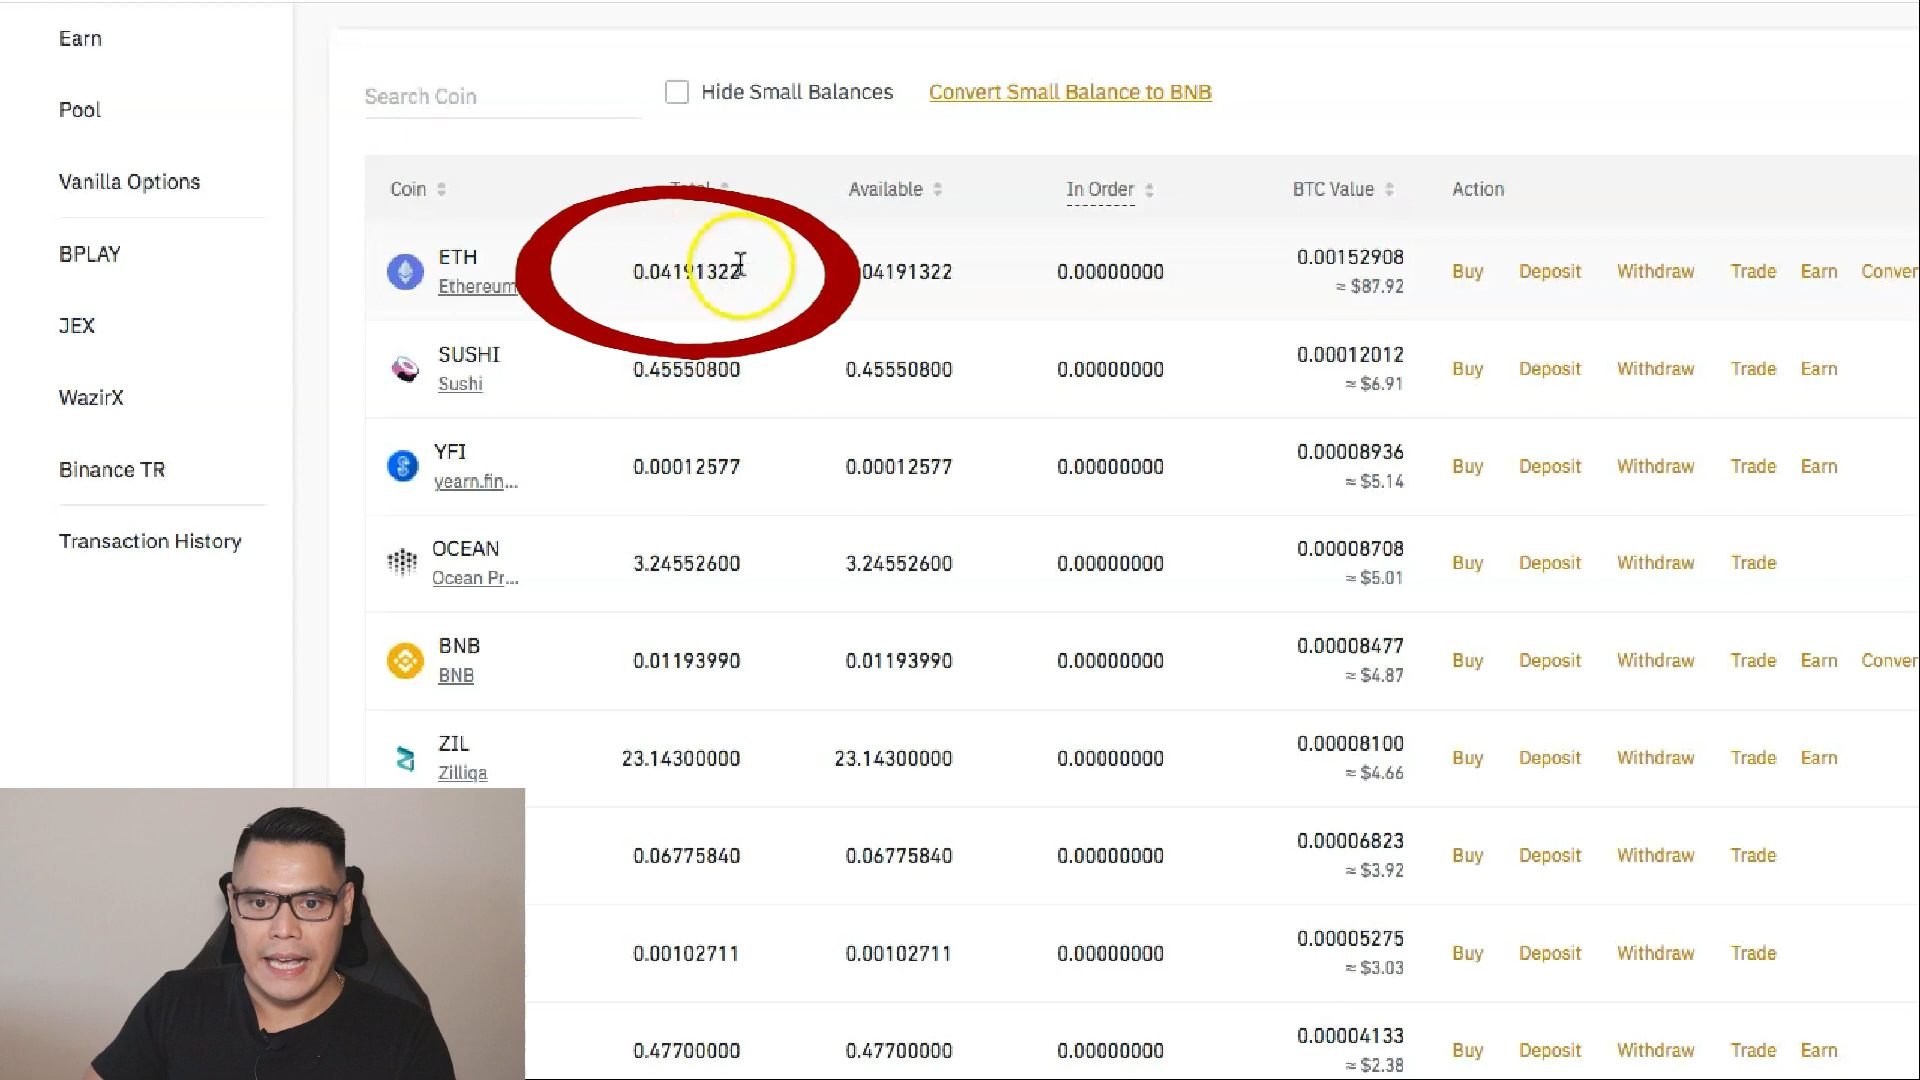 Earn
Pool
Vanilla Options
BPLAY
JEX
WazirX
Binance TR
Transaction History
Search Coin
Hide Small Balances
Convert Small Balance to BNB
Coin Available In Order BTC Value Action
ETH
Ethereum
0.04191322 04191322 0.00000000
0.00152908
≈ $87.92
Buy Deposit Withdraw Trade Earn Conver
SUSHI
Sushi
0.45550800 0.45550800 0.00000000
0.00012012
≈ $6.91
Buy Deposit Withdraw Trade Earn
YFI
yearn.fin...
0.00012577 0.00012577 0.00000000
0.00008936
≈ $5.14
Buy Deposit Withdraw Trade Earn
OCEAN
Ocean Pr...
3.24552600 3.24552600 0.00000000
0.00008708
≈ $5.01
Buy Deposit Withdraw Trade
BNB
BNB
0.01193990 0.01193990 0.00000000
0.00008477
≈ $4.87
Buy Deposit Withdraw Trade Earn Conver
ZIL
Zilliqa
23.14300000 23.14300000 0.00000000
0.00008100
≈ $4.66
Buy Deposit Withdraw Trade Earn
0.06775840 0.06775840 0.00000000
0.00006823
≈ $3.92
Buy Deposit Withdraw Trade
0.00102711 0.00102711 0.00000000
0.00005275
≈ $3.03
Buy Deposit Withdraw Trade
0.47700000 0.47700000 0.00000000
0.00004133
≈ $2.38
Buy Deposit Withdraw Trade Earn